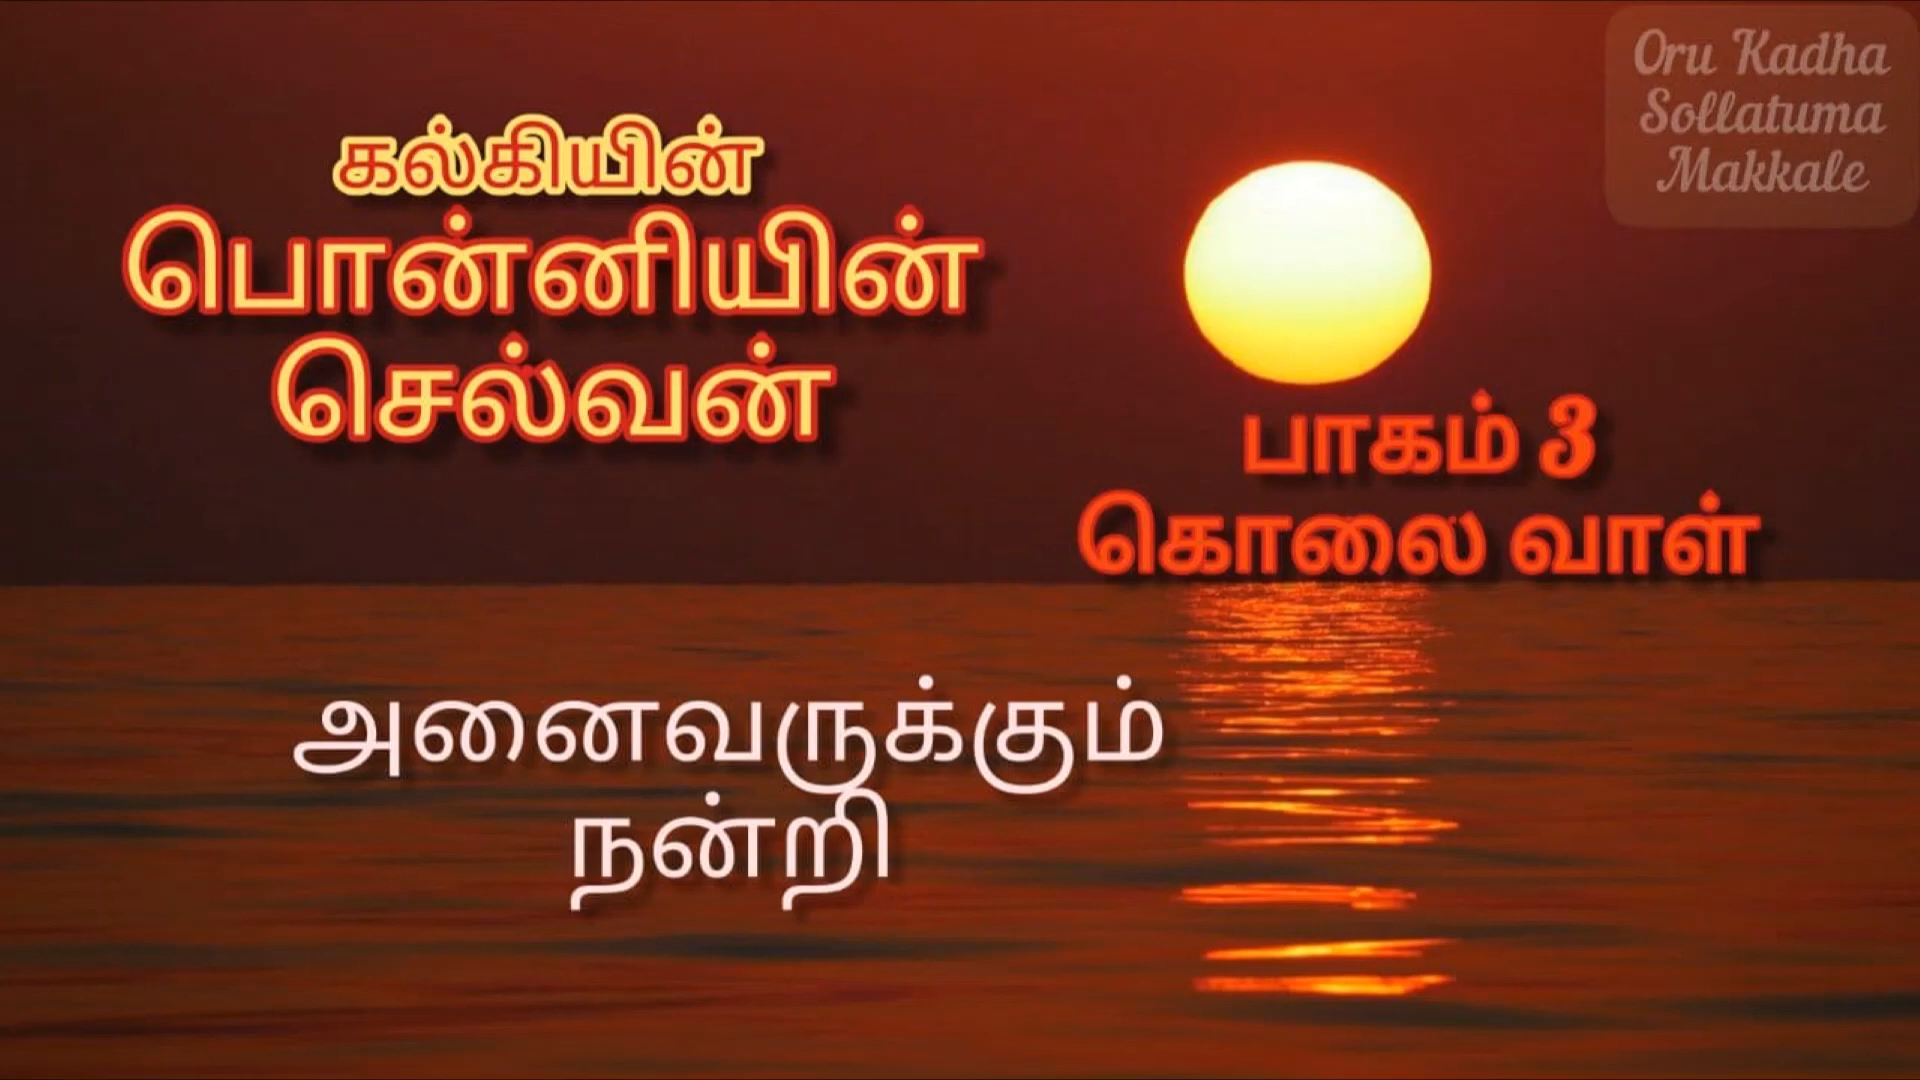 Oru Kadha
Sollatuma
Makkale
கல்கியின்
பொன்னியின்
செல்வன்
பாகம் 3
கொலை வாள்
அனைவருக்கும்
நன்றி